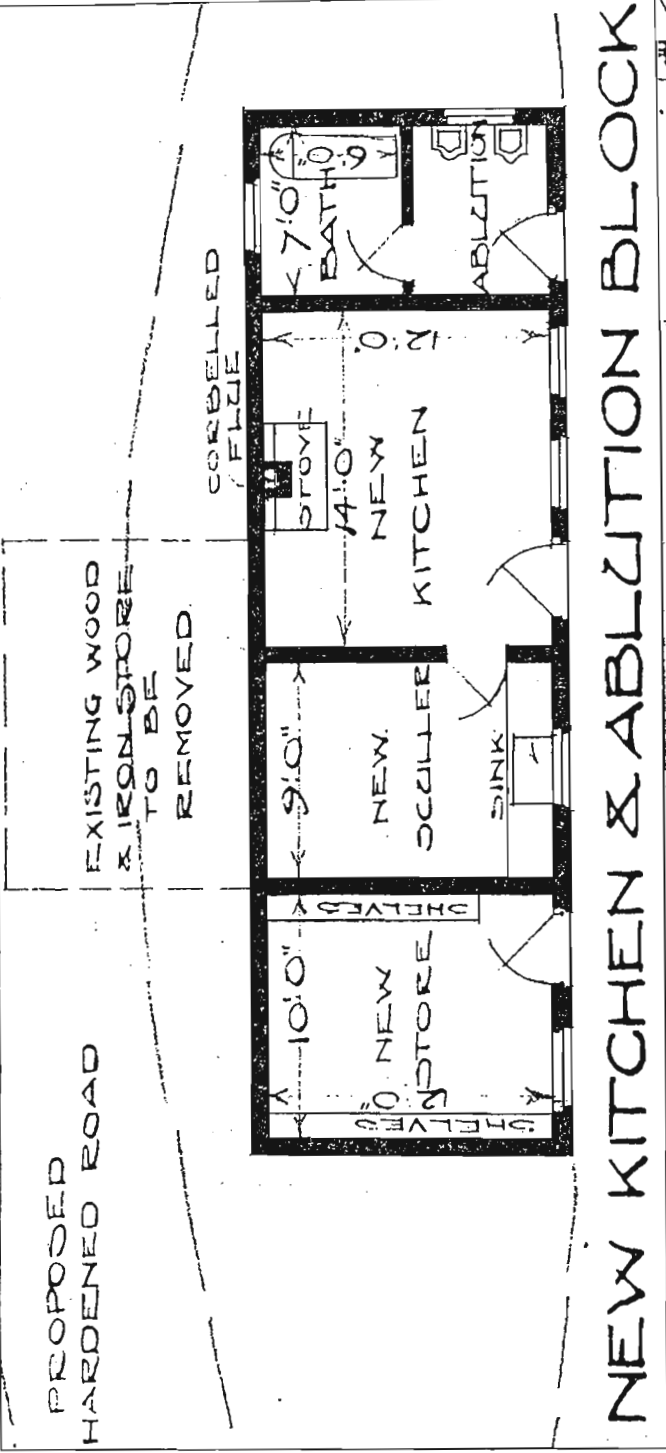 PROPOSED
HARDENED ROAD
EXISTING WOOD
& IRON STORE
TO BE
REMOVED.
CORBELLED
FLUE
10'0"
NEW
STORE
12'0"
SHELVES
SHELVES
9'0"
NEW.
SCULLERY
SINK
STOVE
14'0"
NEW
KITCHEN
12'0"
7'0"
BATH
6'0"
ABLUTION
NEW KITCHEN & ABLUTION BLOCK